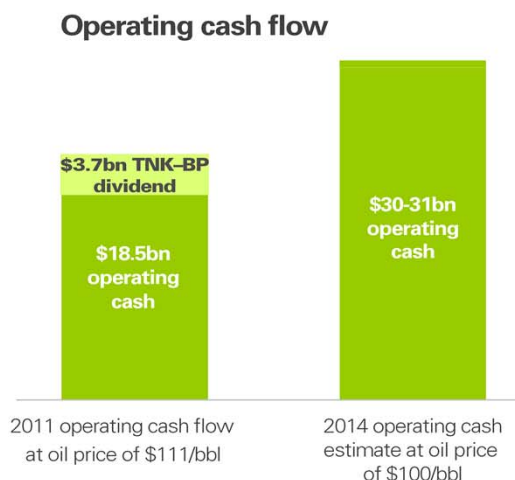 Operating cash flow
$3.7bn TNK–BP
dividend
$18.5bn
operating
cash
$30-31bn
operating
cash
2011 operating cash flow
at oil price of $111/bbl
2014 operating cash
estimate at oil price
of $100/bbl